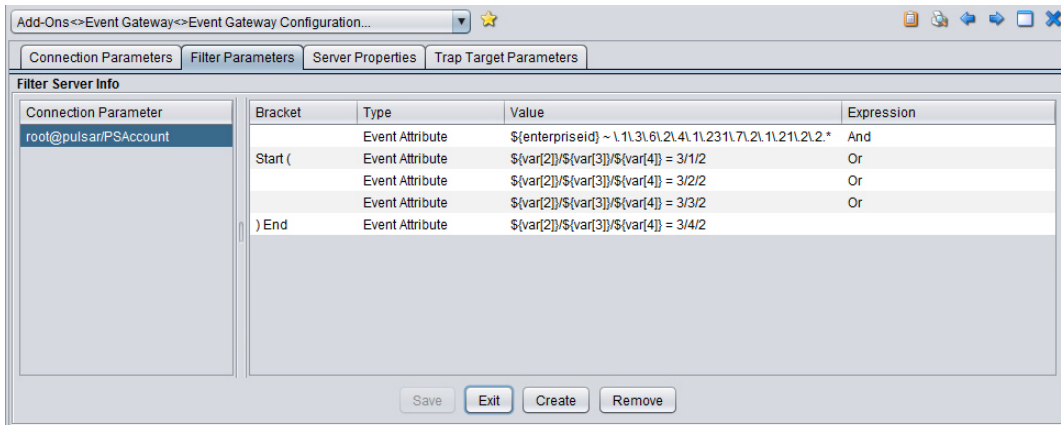 Add-Ons<>Event Gateway<>Event Gateway Configuration...
Connection Parameters Filter Parameters Server Properties Trap Target Parameters
Filter Server Info
Connection Parameter Bracket Type Value Expression
root@pulsar/PSAccount Event Attribute ${enterpriseid} ~ \.1\.3\.6\.2\.4\.1\.231\.7\.2\.1\.21\.2\.2.* And
Start ( Event Attribute ${var[2]}/${var[3]}/${var[4]} = 3/1/2 Or
Event Attribute ${var[2]}/${var[3]}/${var[4]} = 3/2/2 Or
Event Attribute ${var[2]}/${var[3]}/${var[4]} = 3/3/2 Or
) End Event Attribute ${var[2]}/${var[3]}/${var[4]} = 3/4/2
Save Exit Create Remove